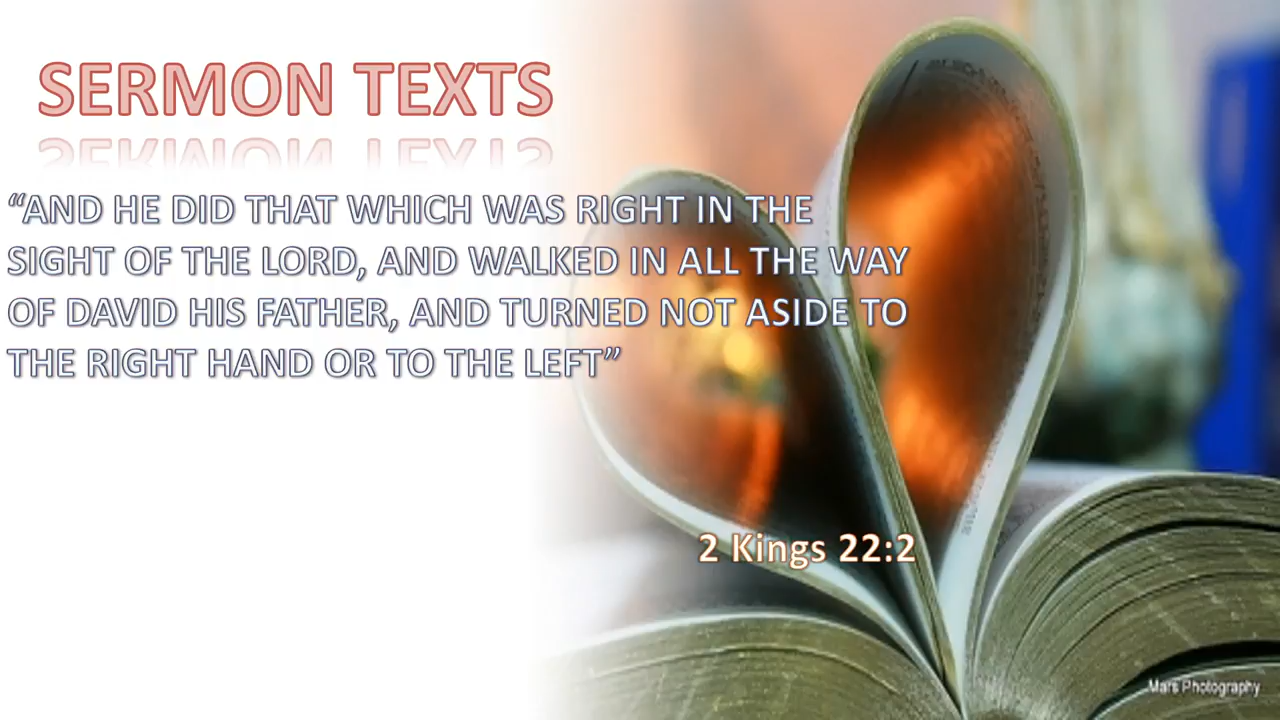 SERMON TEXTS
“AND HE DID THAT WHICH WAS RIGHT IN THE
SIGHT OF THE LORD, AND WALKED IN ALL THE WAY
OF DAVID HIS FATHER, AND TURNED NOT ASIDE TO
THE RIGHT HAND OR TO THE LEFT”
2 Kings 22:2
Mars Photography